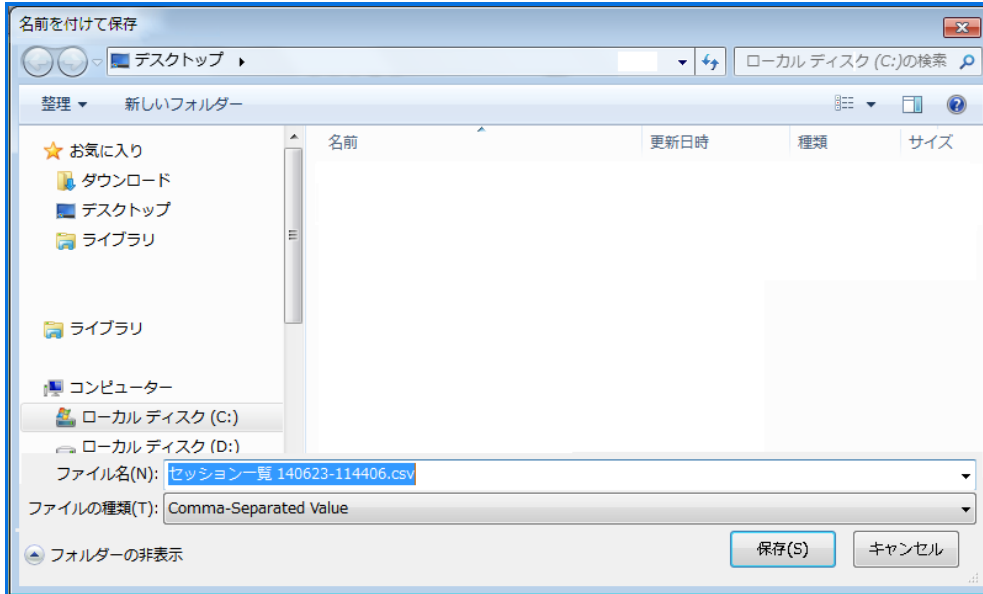 名前を付けて保存
デスクトップ
ローカル ディスク (C:)の検索
整理 新しいフォルダー
名前 更新日時 種類 サイズ
お気に入り
ダウンロード
デスクトップ
ライブラリ
ライブラリ
コンピューター
ローカル ディスク (C:)
ローカル ディスク (D:)
ファイル名(N): セッション一覧 140623-114406.csv
ファイルの種類(T): Comma-Separated Value
フォルダーの非表示 保存(S) キャンセル